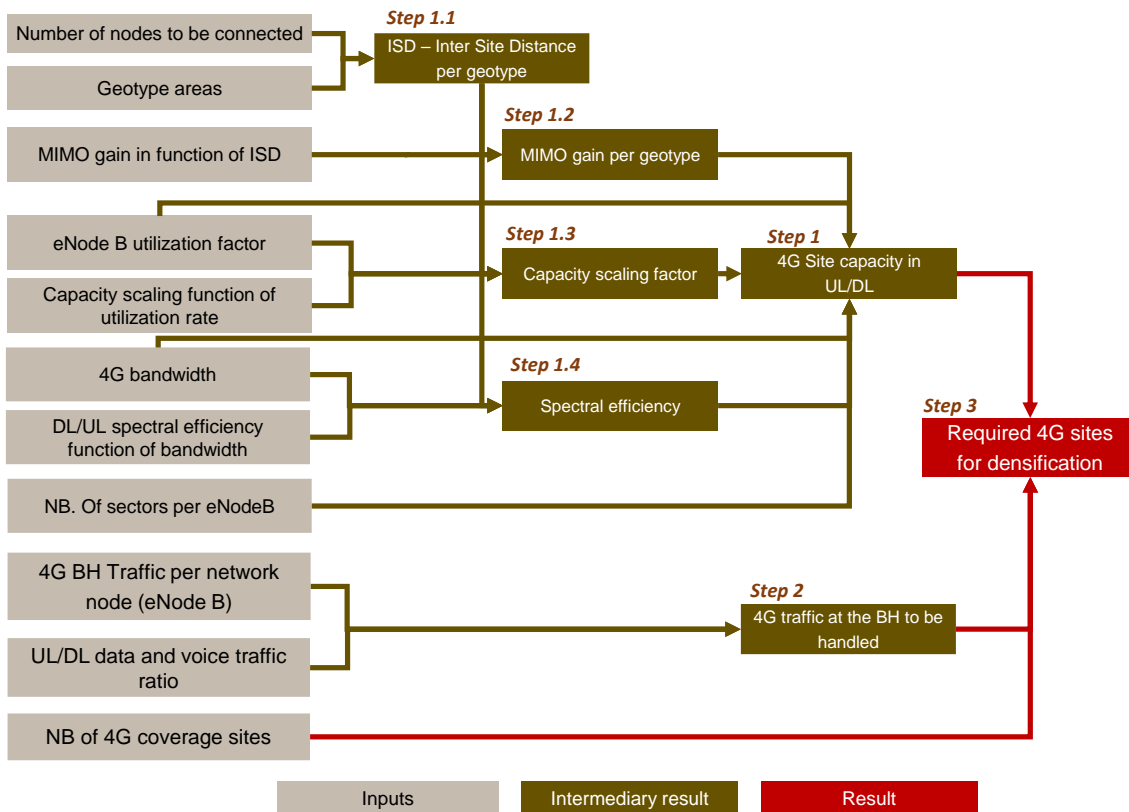 Step 1.1
Number of nodes to be connected
ISD – Inter Site Distance
per geotype
Geotype areas
Step 1.2
MIMO gain in function of ISD
MIMO gain per geotype
eNode B utilization factor
Step 1.3
Step 1
Capacity scaling factor
4G Site capacity in
UL/DL
Capacity scaling function of
utilization rate
4G bandwidth
Step 1.4
Spectral efficiency
DL/UL spectral efficiency
function of bandwidth
Step 3
Required 4G sites
for densification
NB. Of sectors per eNodeB
4G BH Traffic per network
node (eNode B)
Step 2
4G traffic at the BH to be
handled
UL/DL data and voice traffic
ratio
NB of 4G coverage sites
Inputs
Intermediary result
Result